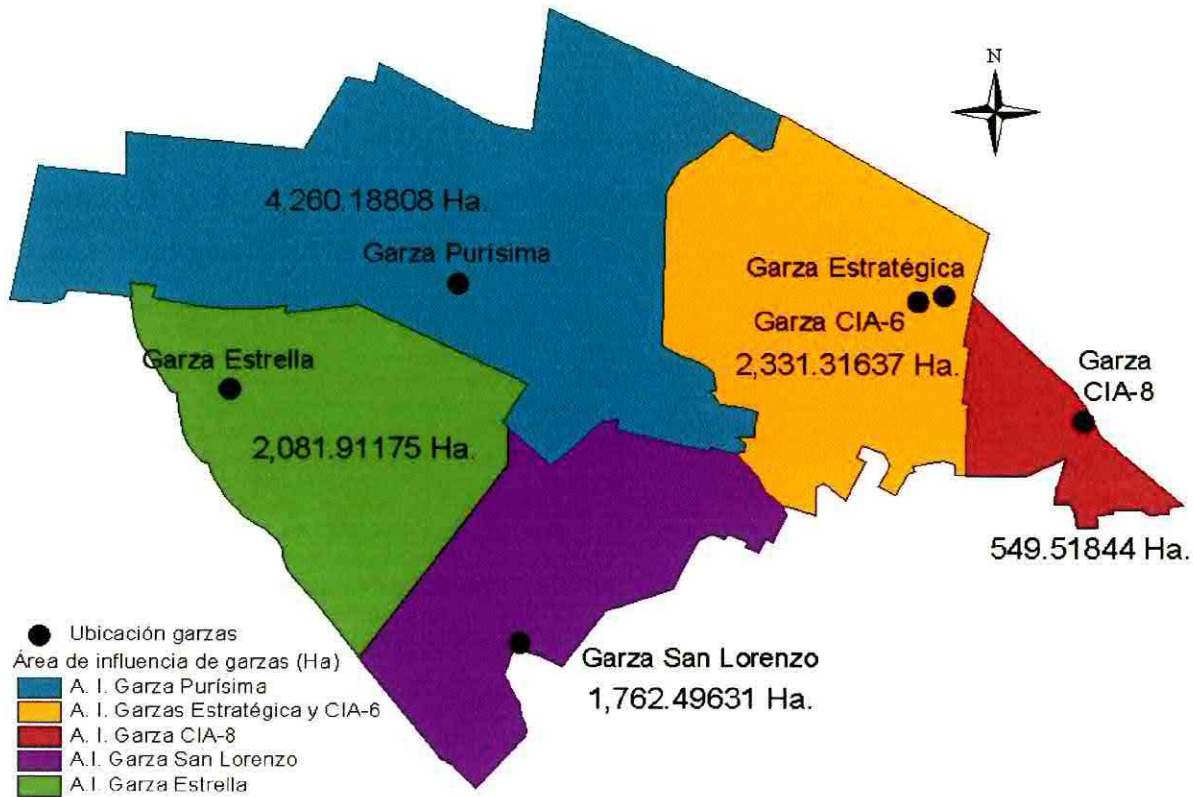 N
4,260.18808 Ha.
Garza Purísima
Garza Estratégica
Garza CIA-6
2,331.31637 Ha.
Garza
CIA-8
Garza Estrella
2,081.91175 Ha.
549.51844 Ha.
Garza San Lorenzo
1,762.49631 Ha.
Ubicación garzas
Área de influencia de garzas (Ha)
A. I. Garza Purísima
A. I. Garzas Estratégica y CIA-6
A. I. Garza CIA-8
A.I. Garza San Lorenzo
A.I. Garza Estrella